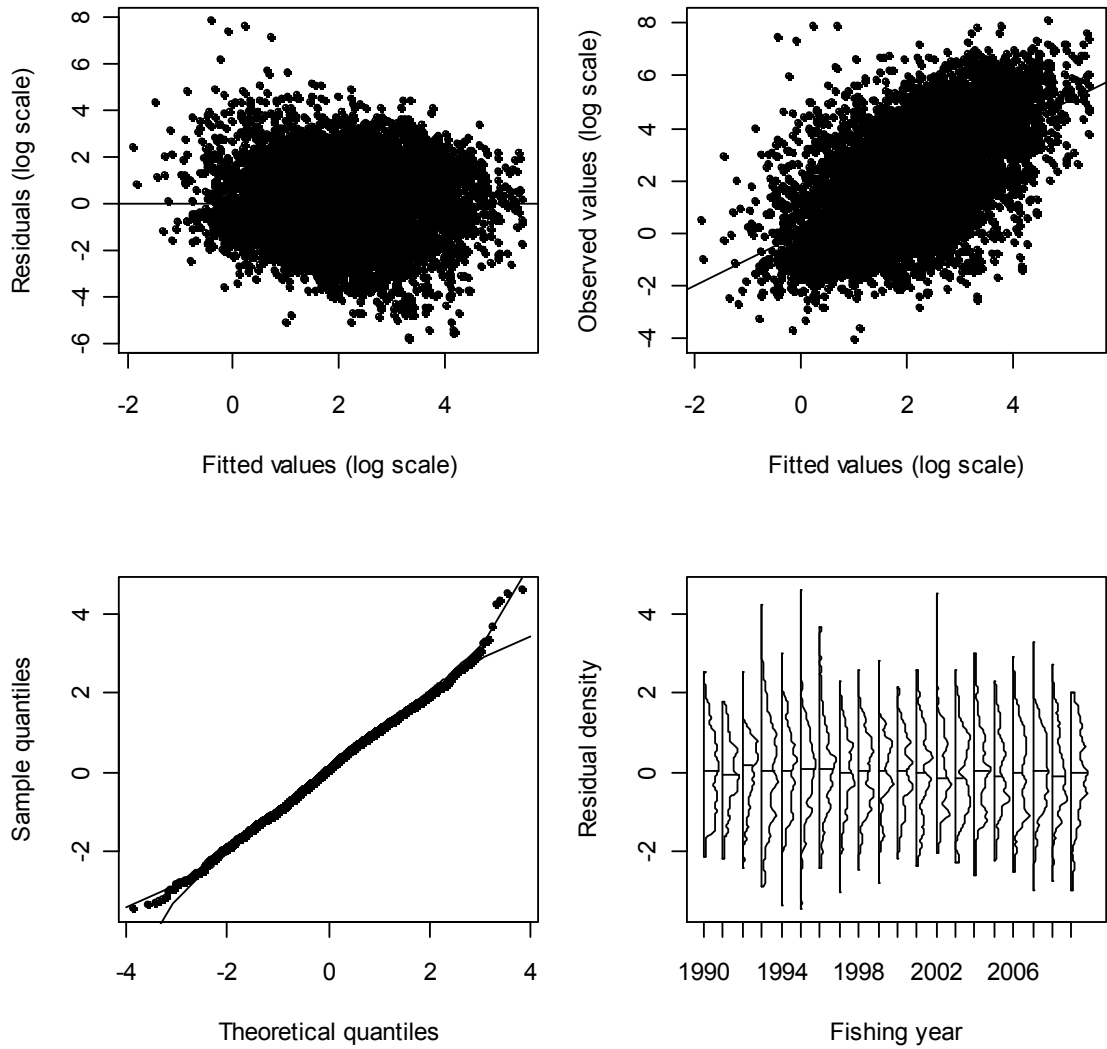 Residuals (log scale)
8
6
4
2
0
-2
-4
-6
-2 0 2 4
Fitted values (log scale)
Observed values (log scale)
8
6
4
2
0
-2
-4
-2 0 2 4
Fitted values (log scale)
Sample quantiles
4
2
0
-2
-4 -2 0 2 4
Theoretical quantiles
Residual density
4
2
0
-2
1990 1994 1998 2002 2006
Fishing year